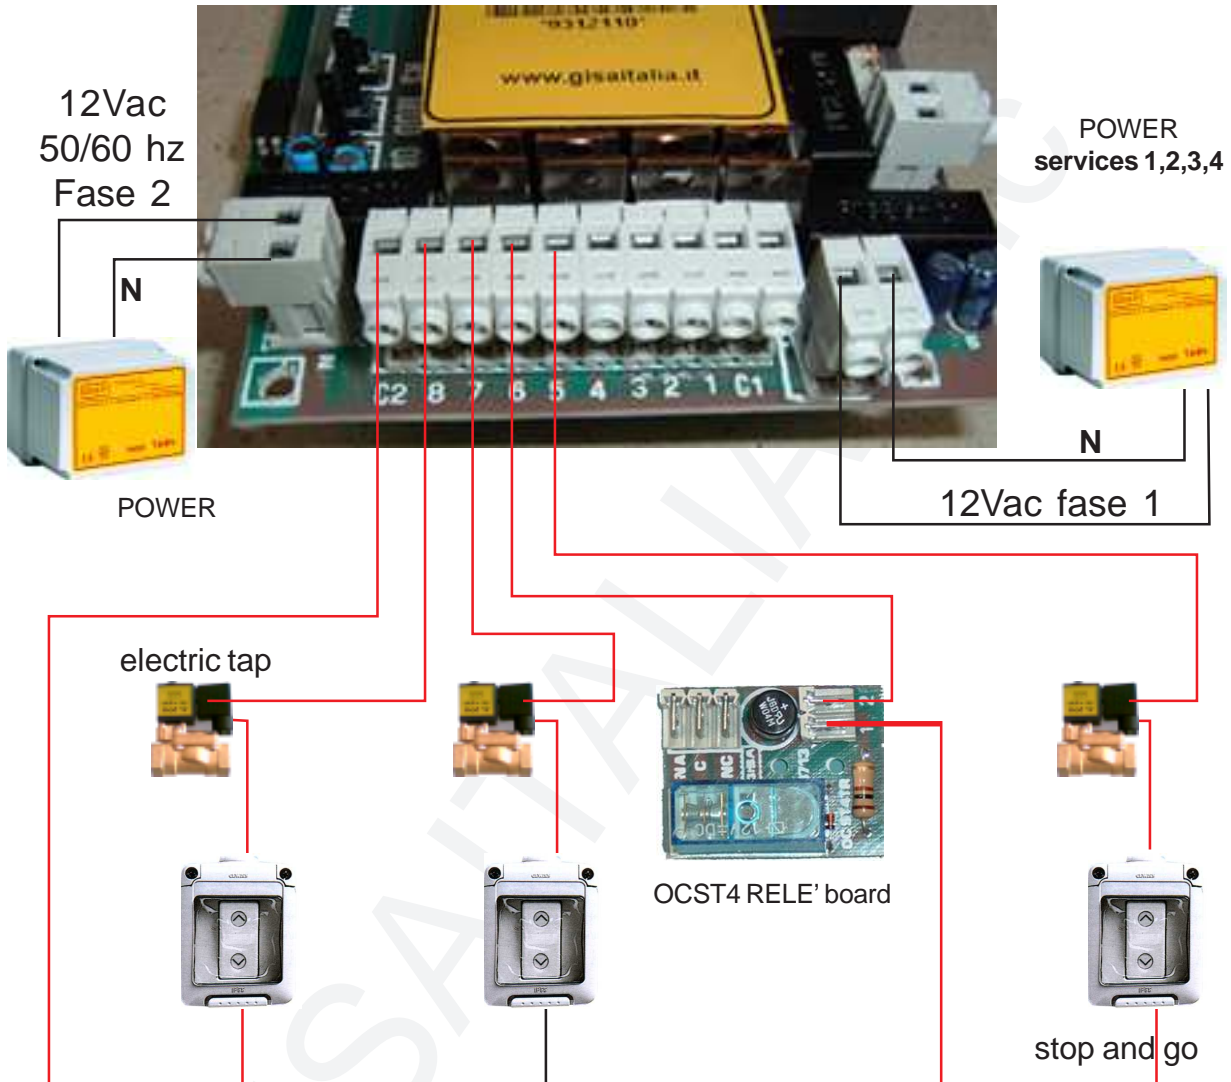 "9312110"
www.gisaitalia.it
12Vac
50/60 hz
Fase 2
N
POWER
POWER
services 1,2,3,4
N
12Vac fase 1
C2 8 7 6 5 4 3 2 1 C1
electric tap
NA C NC
OCST4 RELE' board
stop and go
SAITALIA